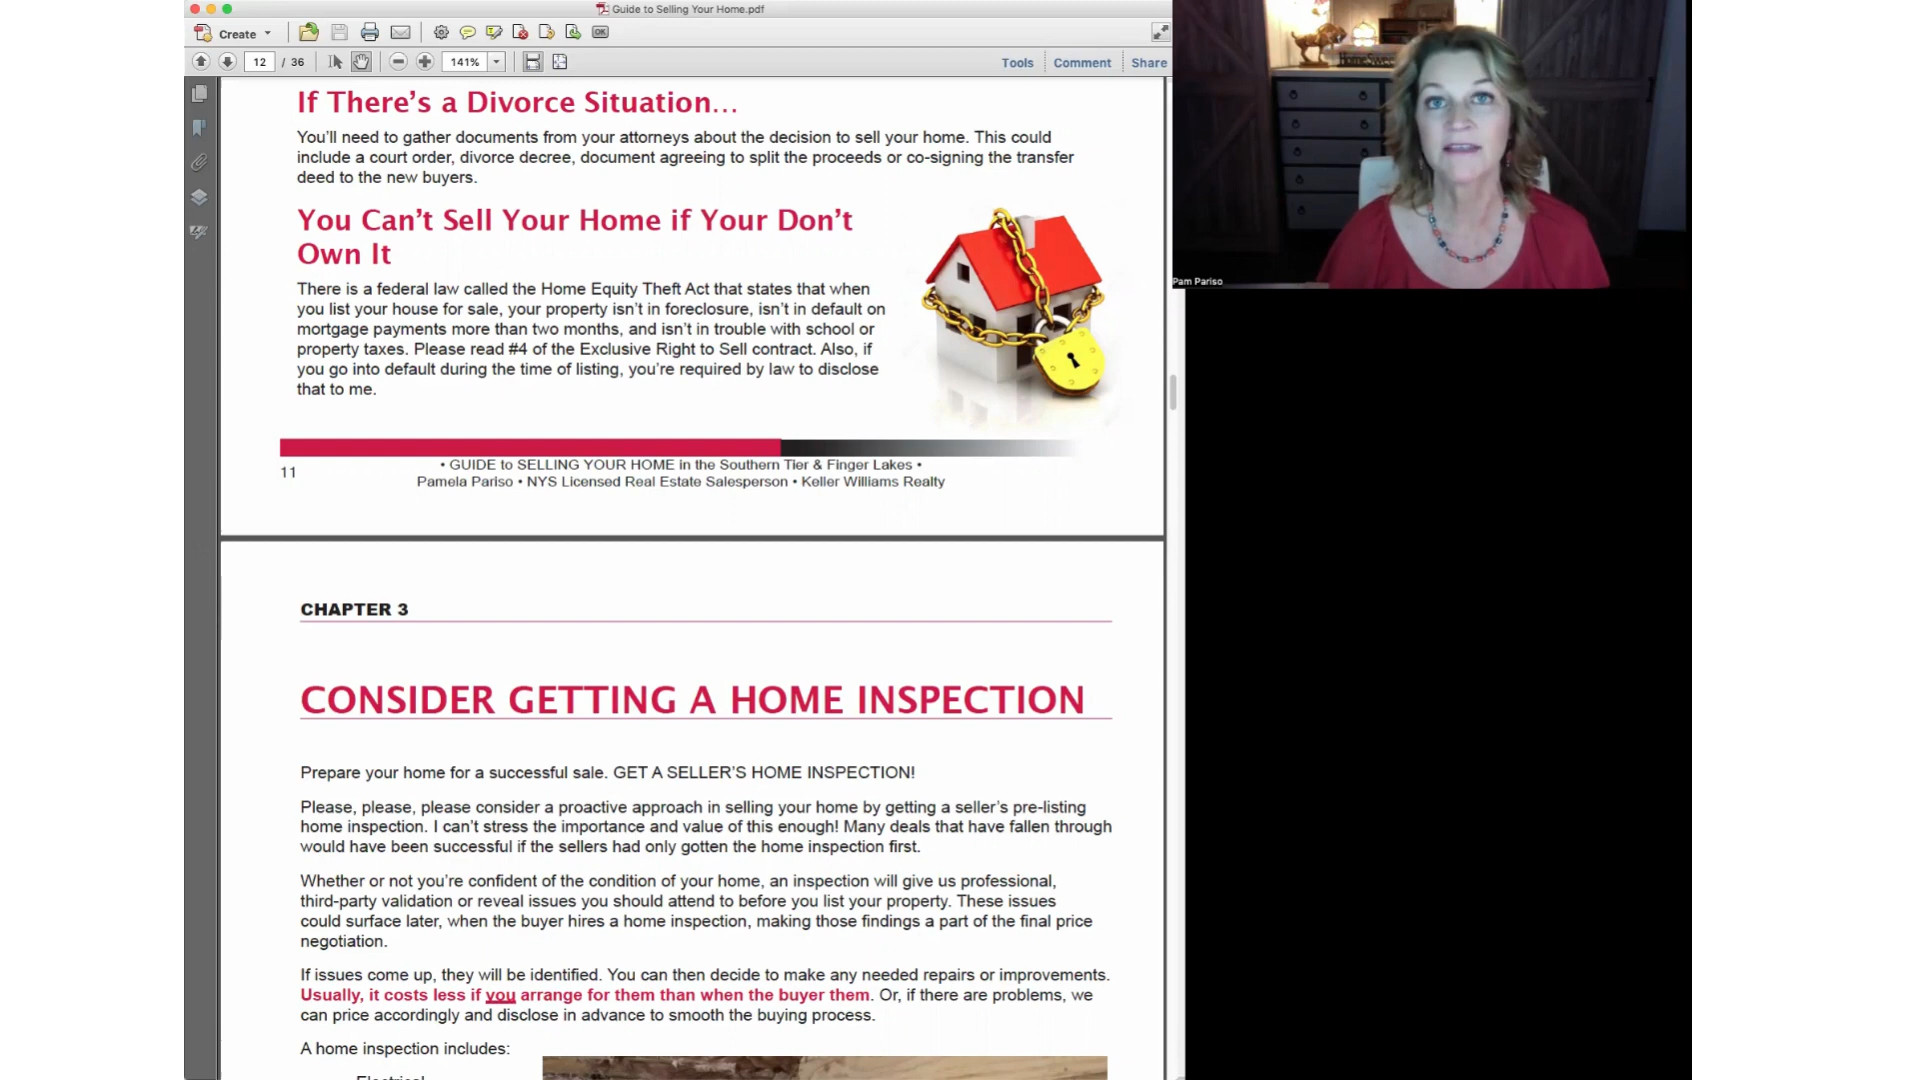 Guide to Selling Your Home.pdf
Create
OK
12 / 36
141%
Tools
Comment
Share
If There's a Divorce Situation…
You'll need to gather documents from your attorneys about the decision to sell your home. This could
include a court order, divorce decree, document agreeing to split the proceeds or co-signing the transfer
deed to the new buyers.
You Can't Sell Your Home if Your Don't
Own It
There is a federal law called the Home Equity Theft Act that states that when
you list your house for sale, your property isn't in foreclosure, isn't in default on
mortgage payments more than two months, and isn't in trouble with school or
property taxes. Please read #4 of the Exclusive Right to Sell contract. Also, if
you go into default during the time of listing, you're required by law to disclose
that to me.
11
• GUIDE to SELLING YOUR HOME in the Southern Tier & Finger Lakes •
Pamela Pariso • NYS Licensed Real Estate Salesperson • Keller Williams Realty
CHAPTER 3
CONSIDER GETTING A HOME INSPECTION
Prepare your home for a successful sale. GET A SELLER'S HOME INSPECTION!
Please, please, please consider a proactive approach in selling your home by getting a seller's pre-listing
home inspection. I can't stress the importance and value of this enough! Many deals that have fallen through
would have been successful if the sellers had only gotten the home inspection first.
Whether or not you're confident of the condition of your home, an inspection will give us professional,
third-party validation or reveal issues you should attend to before you list your property. These issues
could surface later, when the buyer hires a home inspection, making those findings a part of the final price
negotiation.
If issues come up, they will be identified. You can then decide to make any needed repairs or improvements.
Usually, it costs less if you arrange for them than when the buyer them. Or, if there are problems, we
can price accordingly and disclose in advance to smooth the buying process.
A home inspection includes:
Electrical
Pam Pariso